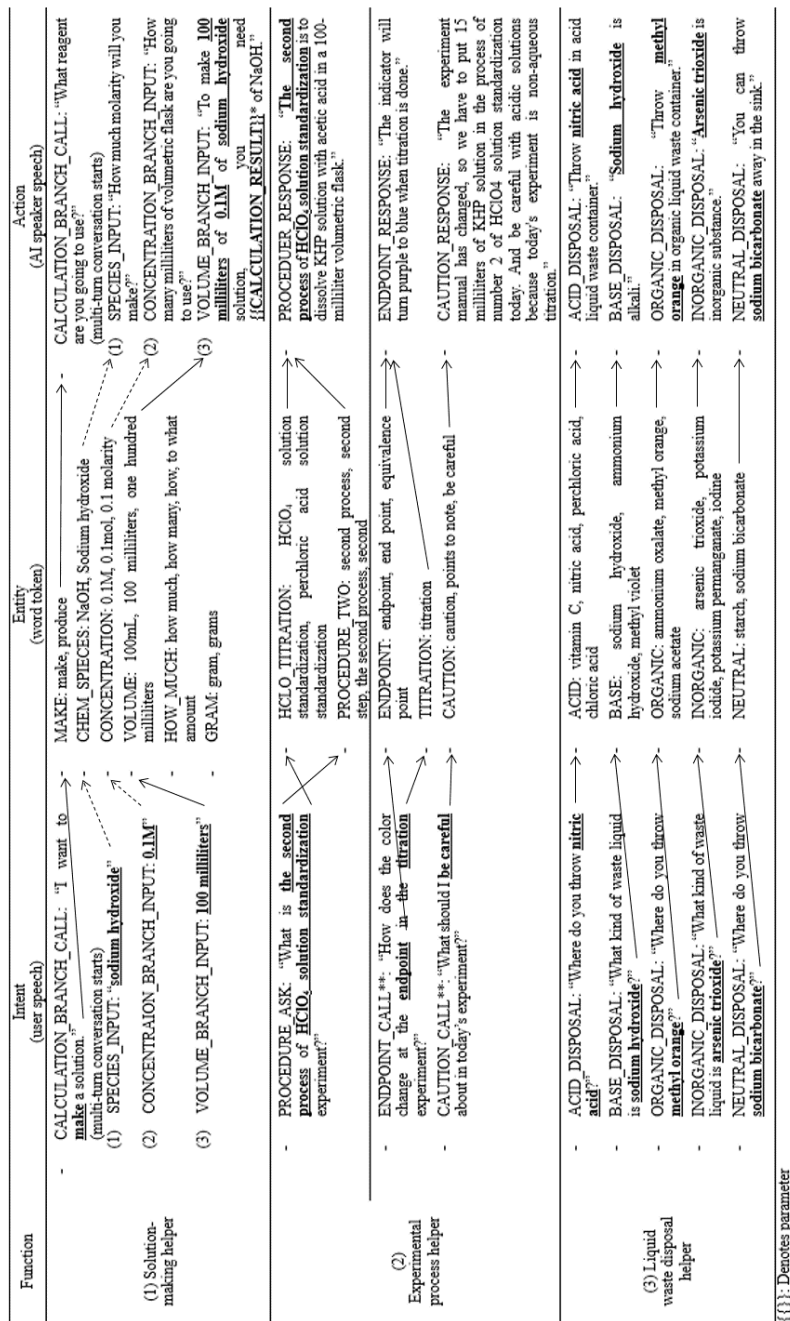 Function
Intent
(user speech)
Entity
(word token)
Action
(AI speaker speech)
(1) Solution-
making helper
- CALCULATION_BRANCH_CALL: “I want to
make a solution.”
(multi-turn conversation starts)
(1) SPECIES_INPUT: “sodium hydroxide”
(2) CONCENTRAION_BRANCH_INPUT: 0.1M”
(3) VOLUME_BRANCH_INPUT: 100 milliliters”
- MAKE: make, produce
- CHEM_SPIECES: NaOH, Sodium hydroxide
- CONCENTRATION: 0.1M, 0.1mol, 0.1 molarity
- VOLUME: 100mL, 100 milliliters, one hundred
milliliters
- HOW_MUCH: how much, how many, how, to what
amount
- GRAM: gram, grams
- CALCULATION_BRANCH_CALL: “What reagent
are you going to use?”
(multi-turn conversation starts)
(1) SPECIES_INPUT: “How much molarity will you
make?”
(2) CONCENTRATION_BRANCH_INPUT: “How
many milliliters of volumetric flask are you going
to use?”
(3) VOLUME_BRANCH_INPUT: “To make 100
milliliters of 0.1M of sodium hydroxide
solution, you need
{{CALCULATION_RESULT}}* of NaOH.”
(2)
Experimental
process helper
- PROCEDURE_ASK: “What is the second
process of HClO₄ solution standardization
experiment?”
- HCLO_TITRATION: HClO₄ solution
standardization, perchloric acid solution
standardization
- PROCEDURE_TWO: second process, second
step, the second process, second
- PROCEDUER_RESPONSE: “The second
process of HClO₄ solution standardization is to
dissolve KHP solution with acetic acid in a 100-
milliliter volumetric flask.”
- ENDPOINT_CALL**: “How does the color
change at the endpoint in the titration
experiment?”
- CAUTION_CALL**: “What should I be careful
about in today’s experiment?”
- ENDPOINT: endpoint, end point, equivalence
point
- TITRATION: titration
- CAUTION: caution, points to note, be careful
- ENDPOINT_RESPONSE: “The indicator will
turn purple to blue when titration is done.”
- CAUTION_RESPONSE: “The experiment
manual has changed, so we have to put 15
milliliters of KHP solution in the process of
number 2 of HClO4 solution standardization
today. And be careful with acidic solutions
because today’s experiment is non-aqueous
titration.”
(3) Liquid
waste disposal
helper
- ACID_DISPOSAL: “Where do you throw nitric
acid?”
- BASE_DISPOSAL: “What kind of waste liquid
is sodium hydroxide?”
- ORGANIC_DISPOSAL: “Where do you throw
methyl orange?”
- INORGANIC_DISPOSAL: “What kind of waste
liquid is arsenic trioxide?”
- NEUTRAL_DISPOSAL: “Where do you throw
sodium bicarbonate?”
- ACID: vitamin C, nitric acid, perchloric acid,
chloric acid
- BASE: sodium hydroxide, ammonium
hydroxide, methyl violet
- ORGANIC: ammonium oxalate, methyl orange,
sodium acetate
- INORGANIC: arsenic trioxide, potassium
iodide, potassium permanganate, iodine
- NEUTRAL: starch, sodium bicarbonate
- ACID_DISPOSAL: “Throw nitric acid in acid
liquid waste container.”
- BASE_DISPOSAL: “Sodium hydroxide is
alkali.”
- ORGANIC_DISPOSAL: “Throw methyl
orange in organic liquid waste container.”
- INORGANIC_DISPOSAL: “Arsenic trioxide is
inorganic substance.”
- NEUTRAL_DISPOSAL: “You can throw
sodium bicarbonate away in the sink”
{{}}: Denotes parameter